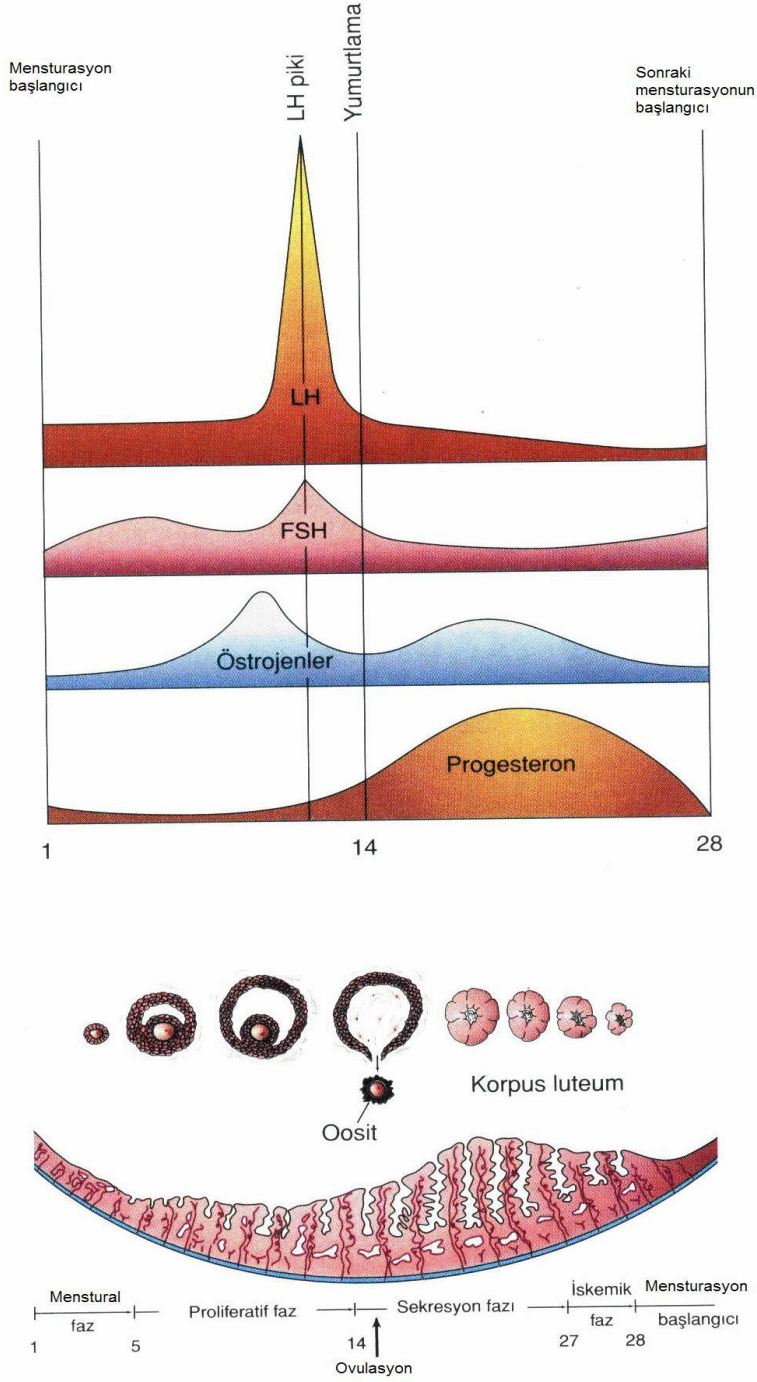 Mensturasyon
başlangıcı
LH piki
Yumurtlama
Sonraki
mensturasyonun
başlangıcı
LH
FSH
Östrojenler
Progesteron
1
14
28
Korpus luteum
Oosit
Menstural
faz
Proliferatif faz
Sekresyon fazı
İskemik
faz
Mensturasyon
başlangıcı
1
5
14
27
28
Ovulasyon